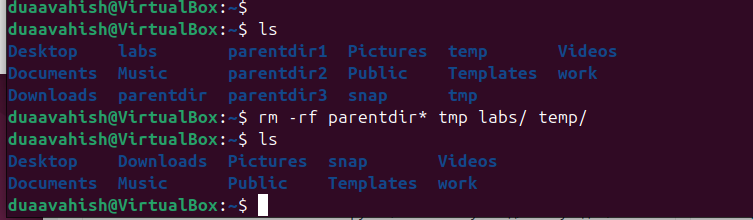 duaavahish@VirtualBox:~$
duaavahish@VirtualBox:~$ ls
Desktop labs parentdir1 Pictures temp Videos
Documents Music parentdir2 Public Templates work
Downloads parentdir parentdir3 snap tmp
duaavahish@VirtualBox:~$ rm -rf parentdir* tmp labs/ temp/
duaavahish@VirtualBox:~$ ls
Desktop Downloads Pictures snap Videos
Documents Music Public Templates work
duaavahish@VirtualBox:~$